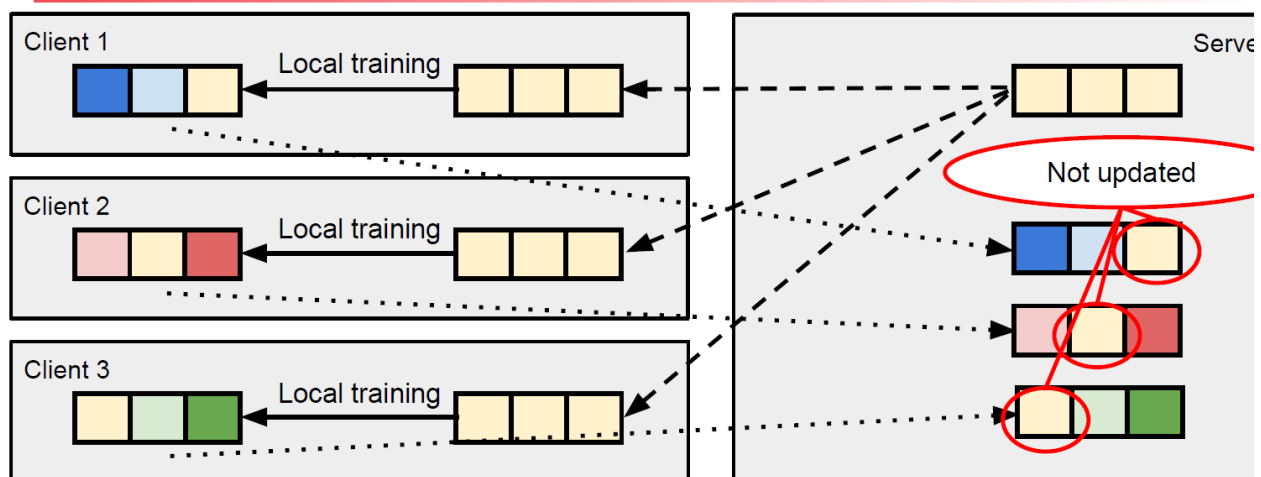 Client 1
Local training
Serve
Not updated
Client 2
Local training
Client 3
Local training